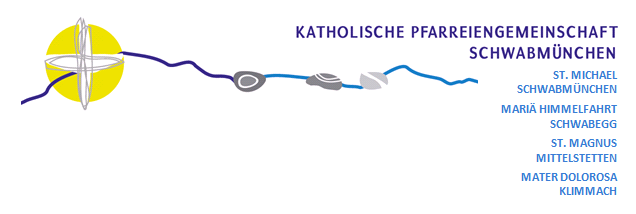 KATHOLISCHE PFARREIENGEMEINSCHAFT
SCHWABMÜNCHEN
ST. MICHAEL
SCHWABMÜNCHEN
MARIÄ HIMMELFAHRT
SCHWABEGG
ST. MAGNUS
MITTELSTETTEN
MATER DOLOROSA
KLIMMACH